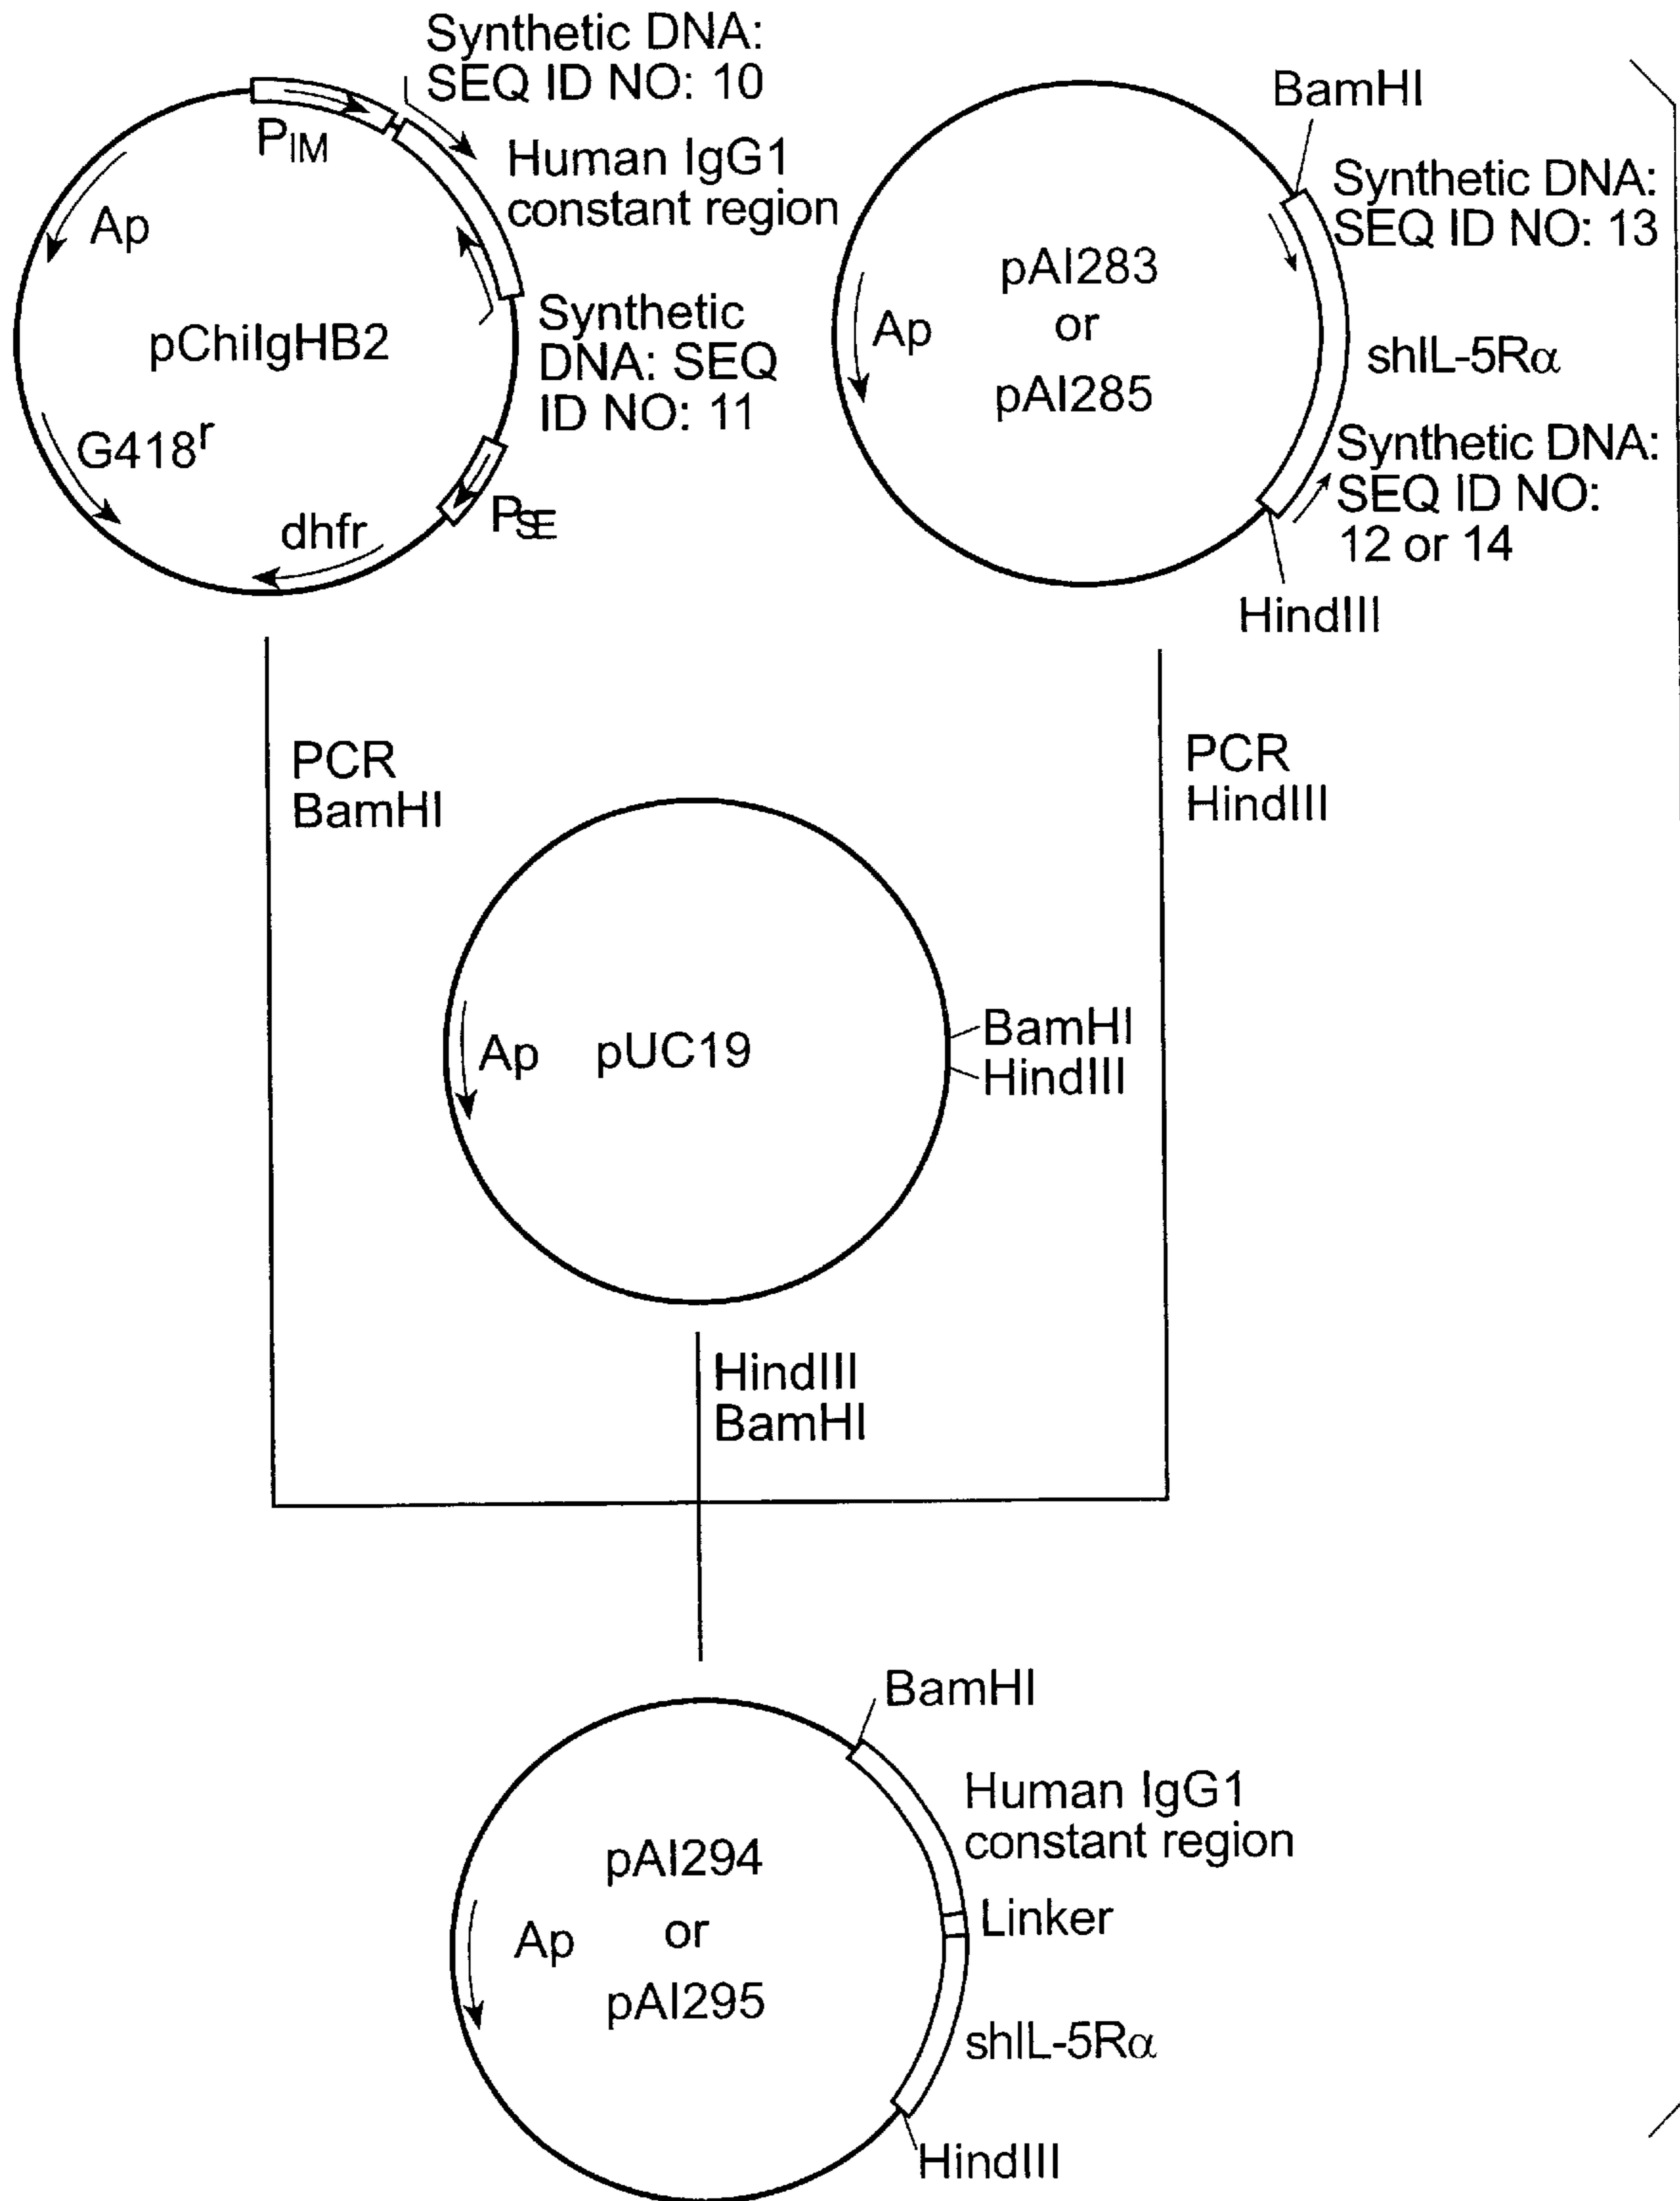 Synthetic DNA:
SEQ ID NO: 10
PIM
Human IgG1
constant region
Ap
pChiIgHB2
Synthetic
DNA: SEQ
ID NO: 11
G418r
dhfr
PSE
BamHI
Synthetic DNA:
SEQ ID NO: 13
pAI283
or
pAI285
Ap
shIL-5Rα
Synthetic DNA:
SEQ ID NO:
12 or 14
HindIII
PCR
BamHI
PCR
HindIII
Ap
pUC19
BamHI
HindIII
HindIII
BamHI
BamHI
Human IgG1
constant region
pAI294
or
pAI295
Ap
Linker
shIL-5Rα
HindIII